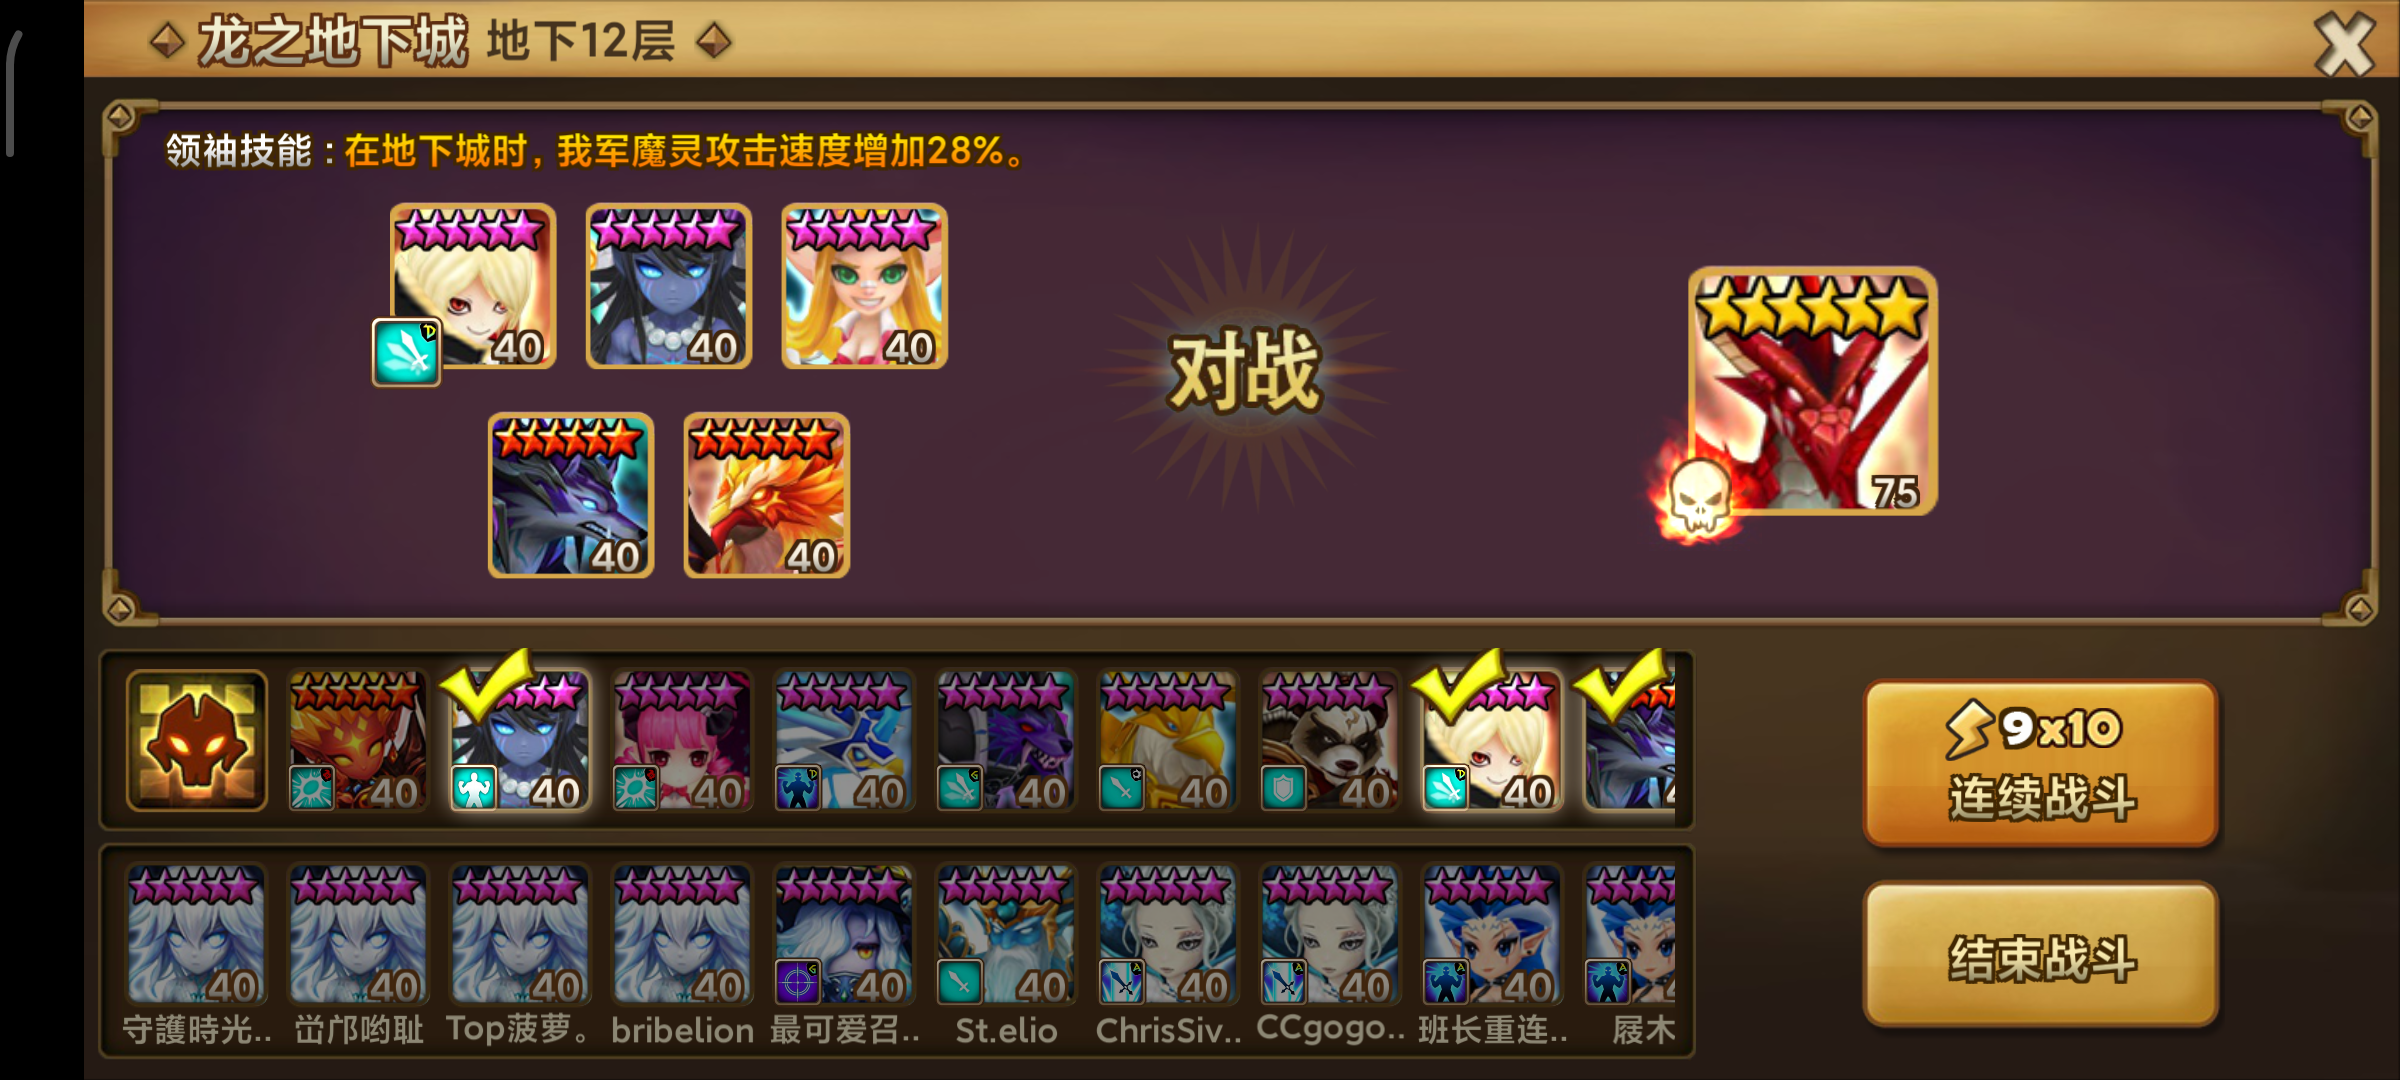 龙之地下城 地下12层
领袖技能 : 在地下城时，我军魔灵攻击速度增加28%。
D 40 40 40
40 40
对战
75
40 40 40 D 40 G 40 40 40 D 40
9x10
连续战斗
40 40 40 40 G 40 40 A 40 A 40 A 40 A
守護時光.. 峃邝哟耻 Top菠萝。 bribelion 最可爱召.. St.elio ChrisSiv.. CCgogo.. 班长重连.. 屐木
结束战斗